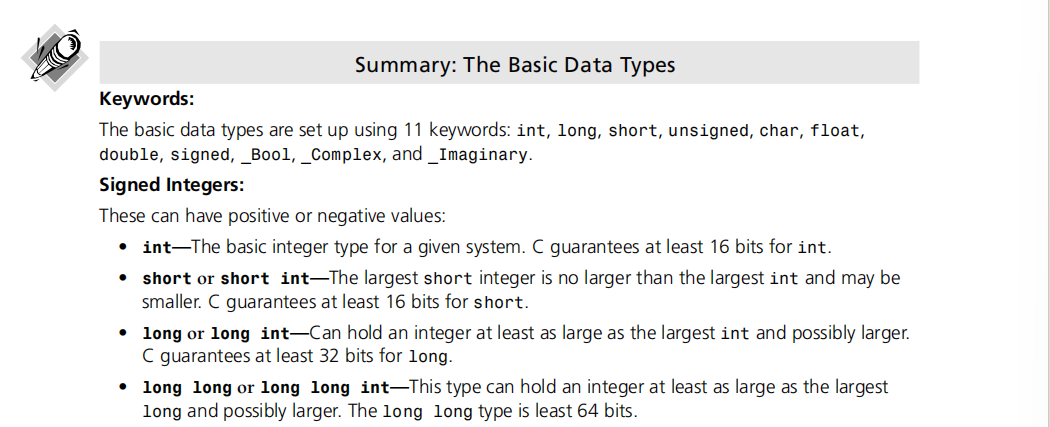 Summary: The Basic Data Types
Keywords:
The basic data types are set up using 11 keywords: int, long, short, unsigned, char, float,
double, signed, _Bool, _Complex, and _Imaginary.
Signed Integers:
These can have positive or negative values:
• int—The basic integer type for a given system. C guarantees at least 16 bits for int.
• short or short int—The largest short integer is no larger than the largest int and may be
smaller. C guarantees at least 16 bits for short.
• long or long int—Can hold an integer at least as large as the largest int and possibly larger.
C guarantees at least 32 bits for long.
• long long or long long int—This type can hold an integer at least as large as the largest
long and possibly larger. The long long type is least 64 bits.